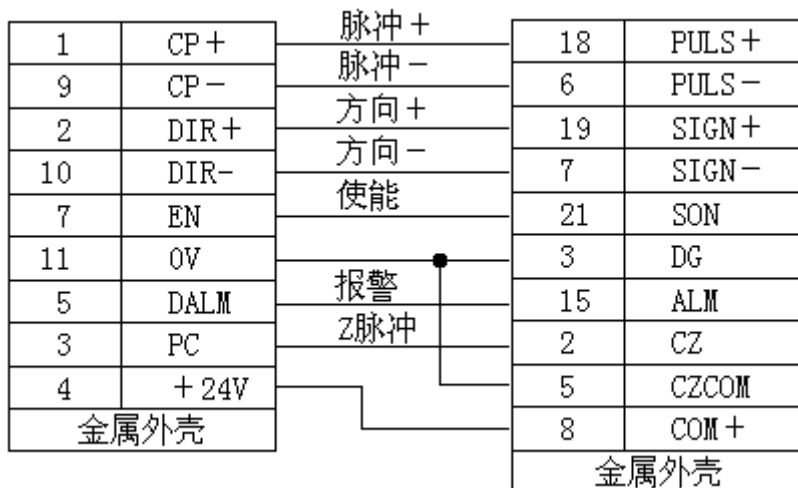 脉冲+
1 CP+ 18 PULS+
脉冲-
9 CP- 6 PULS-
方向+
2 DIR+ 19 SIGN+
方向-
10 DIR- 7 SIGN-
使能
7 EN 21 SON
11 0V 3 DG
报警
5 DALM 15 ALM
Z脉冲
3 PC 2 CZ
4 +24V 5 CZCOM
金属外壳 8 COM+
金属外壳